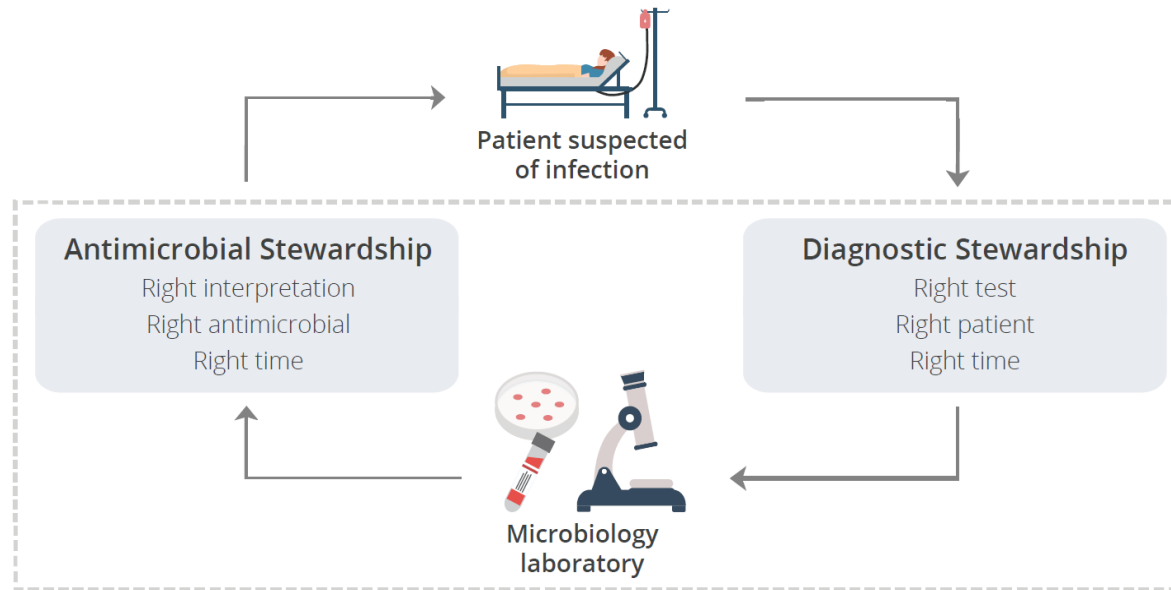 Patient suspected
of infection
Antimicrobial Stewardship
Right interpretation
Right antimicrobial
Right time
Diagnostic Stewardship
Right test
Right patient
Right time
Microbiology
laboratory